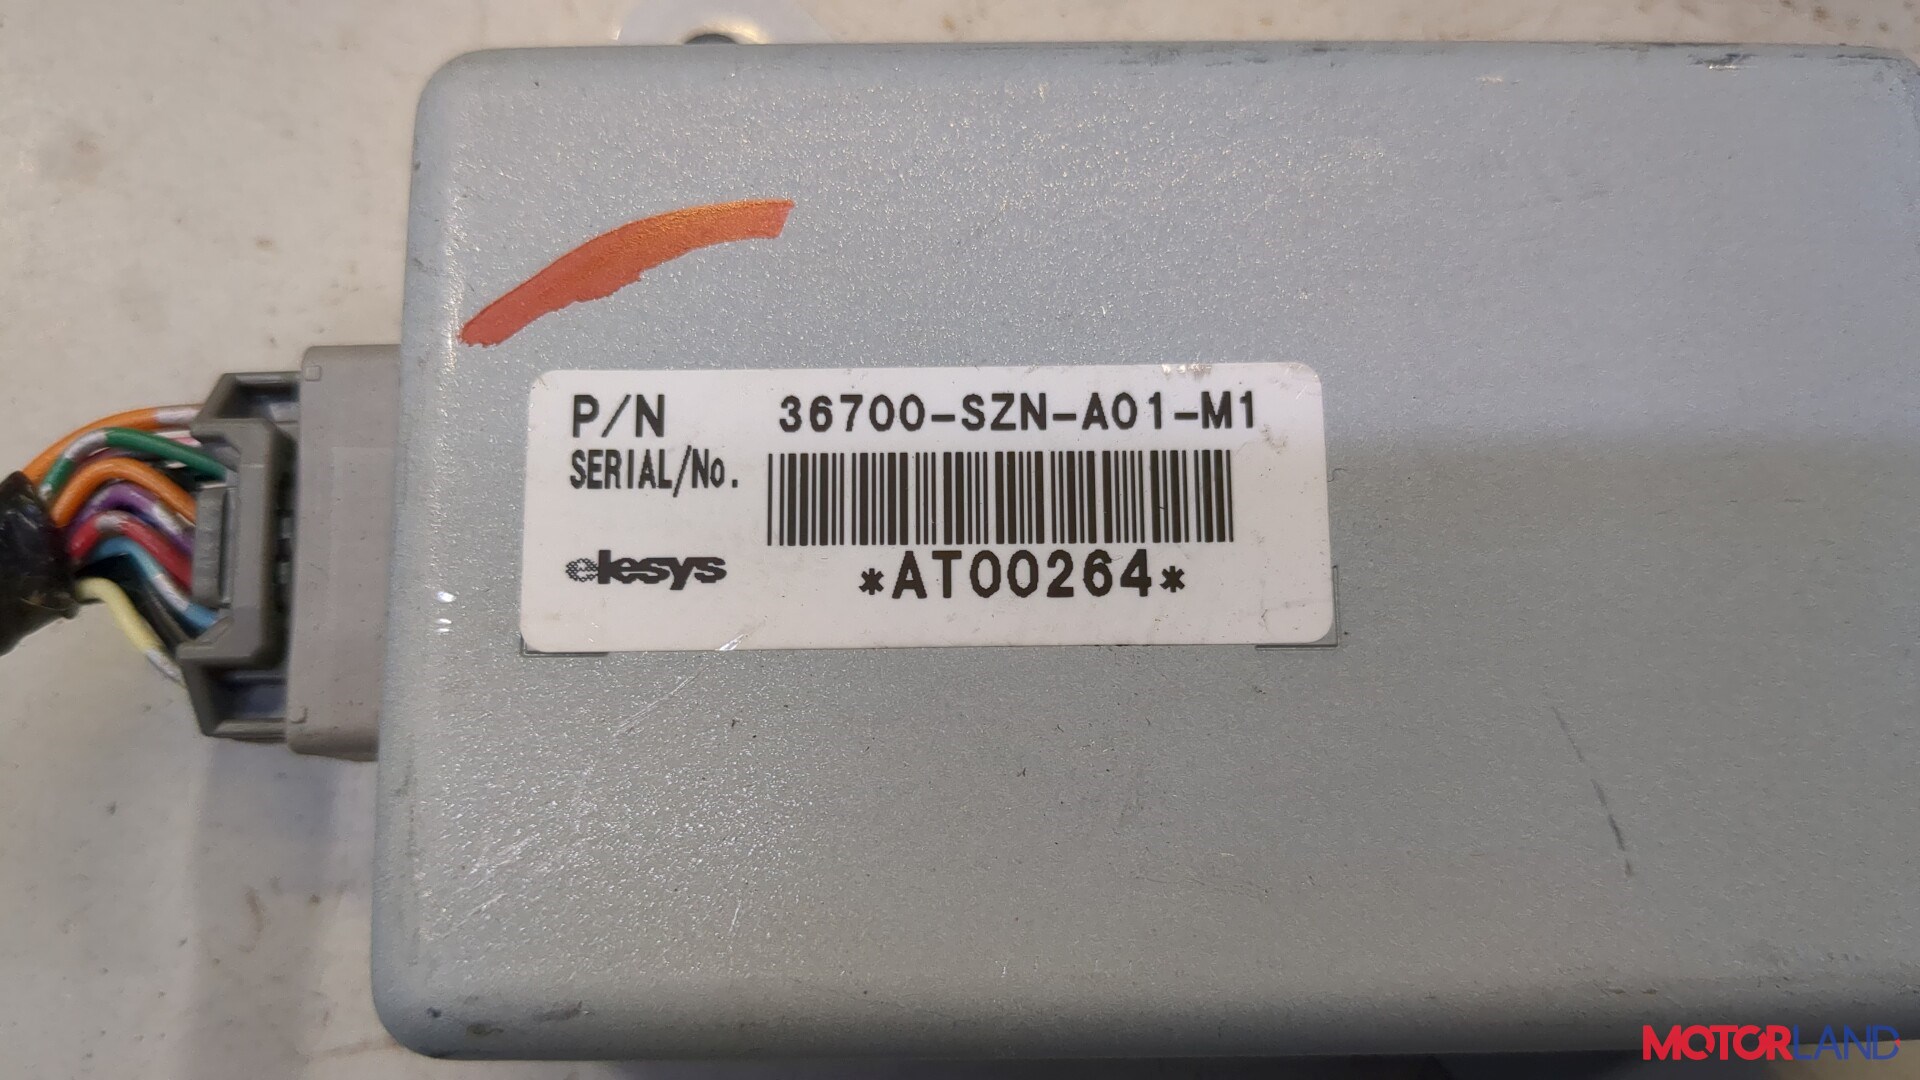 P/N 36700-SZN-A01-M1
SERIAL/No.
elesys
*AT00264*
MOTORLAND